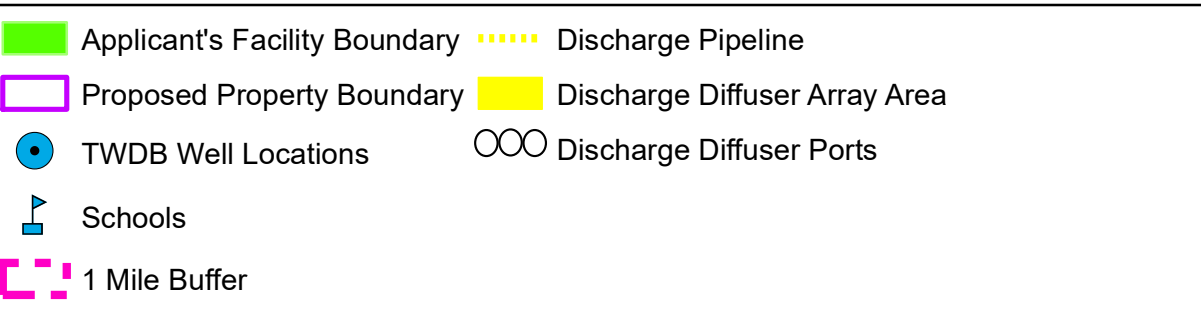 Applicant's Facility Boundary
Proposed Property Boundary
TWDB Well Locations
Schools
1 Mile Buffer
Discharge Pipeline
Discharge Diffuser Array Area
Discharge Diffuser Ports